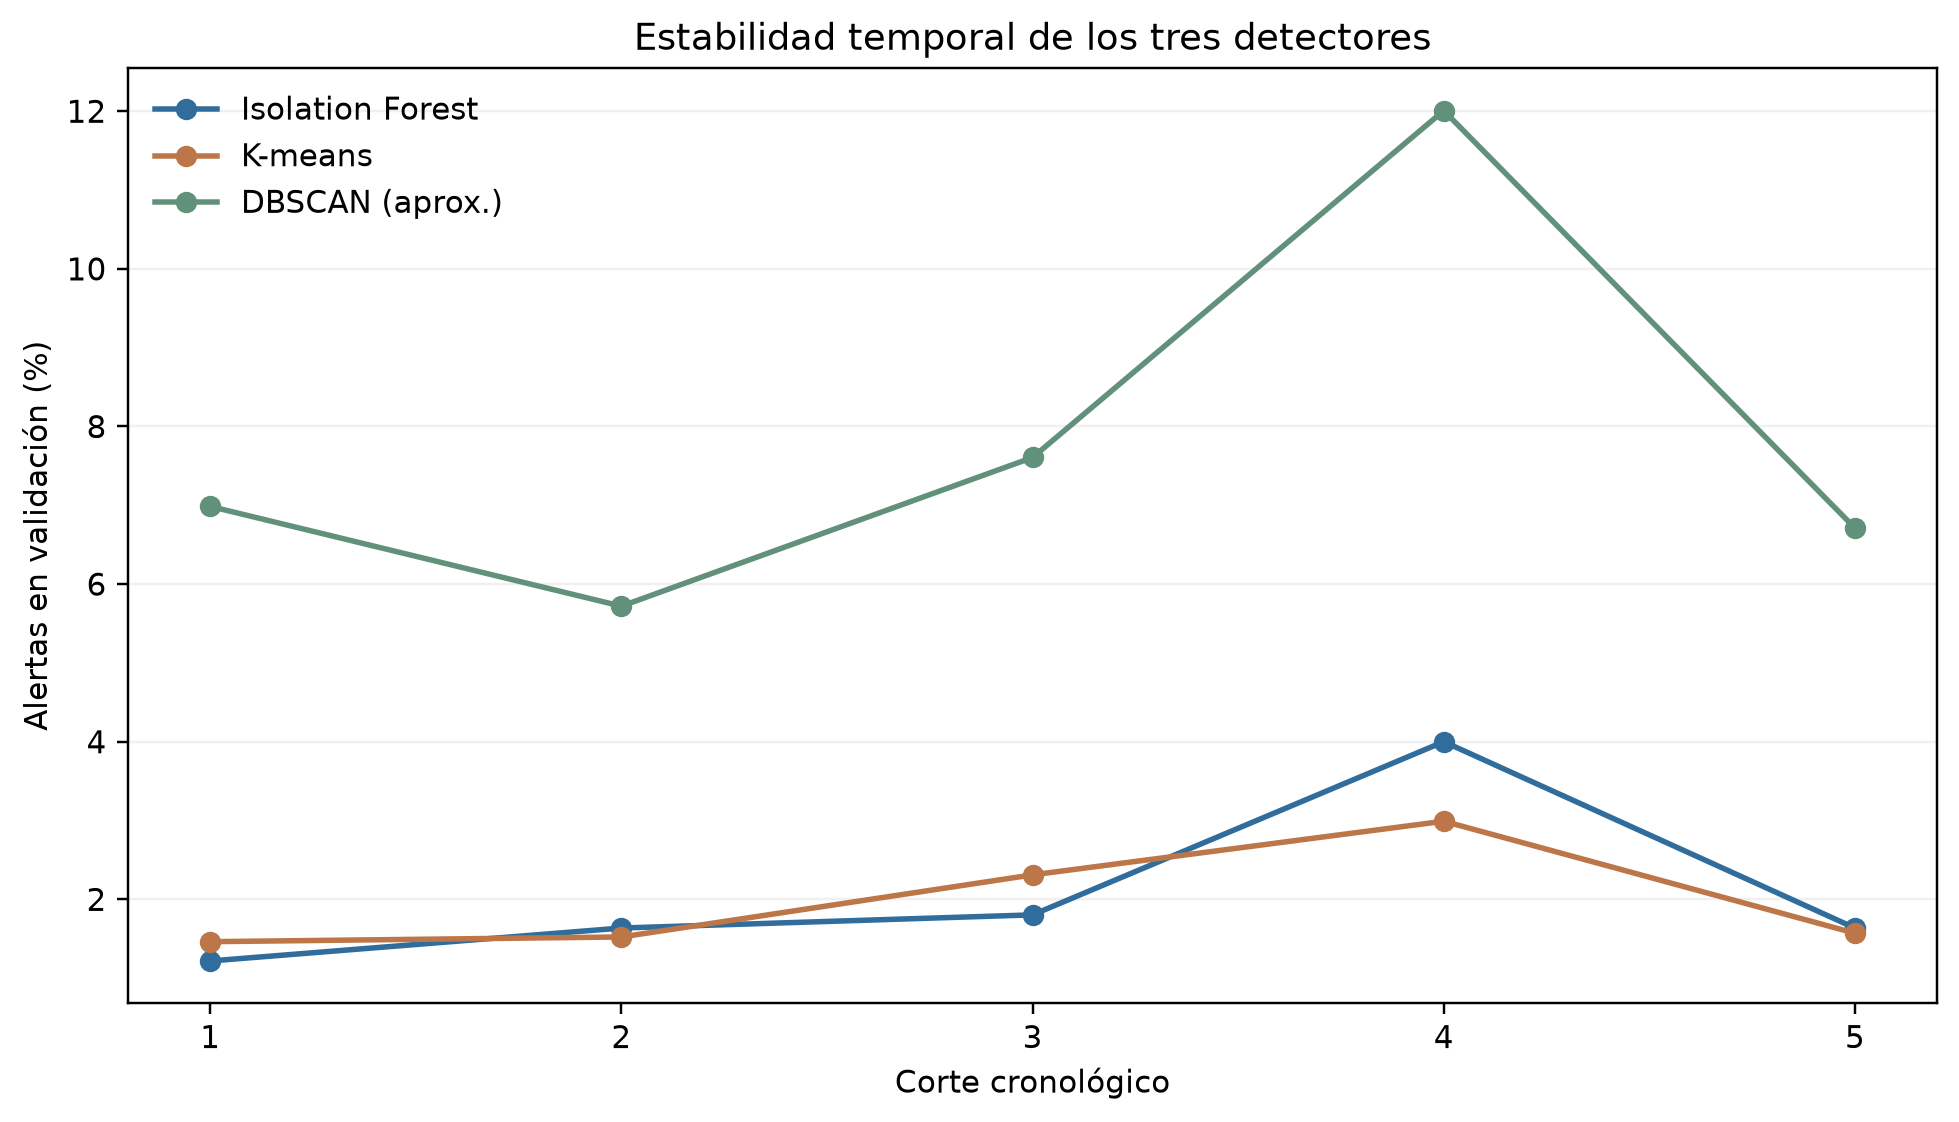 Estabilidad temporal de los tres detectores
Isolation Forest
K-means
DBSCAN (aprox.)
12
10
8
6
4
2
Alertas en validación (%)
1 2 3 4 5
Corte cronológico